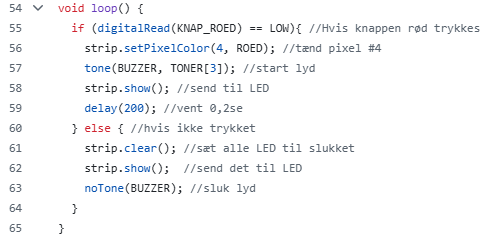 54 void loop() {
55 if (digitalRead(KNAP_ROED) == LOW){ //Hvis knappen rød trykkes
56 strip.setPixelColor(4, ROED); //tænd pixel #4
57 tone(BUZZER, TONER[3]); //start lyd
58 strip.show(); //send til LED
59 delay(200); //vent 0,2se
60 } else { //hvis ikke trykket
61 strip.clear(); //sæt alle LED til slukket
62 strip.show();  //send det til LED
63 noTone(BUZZER); //sluk lyd
64 }
65 }